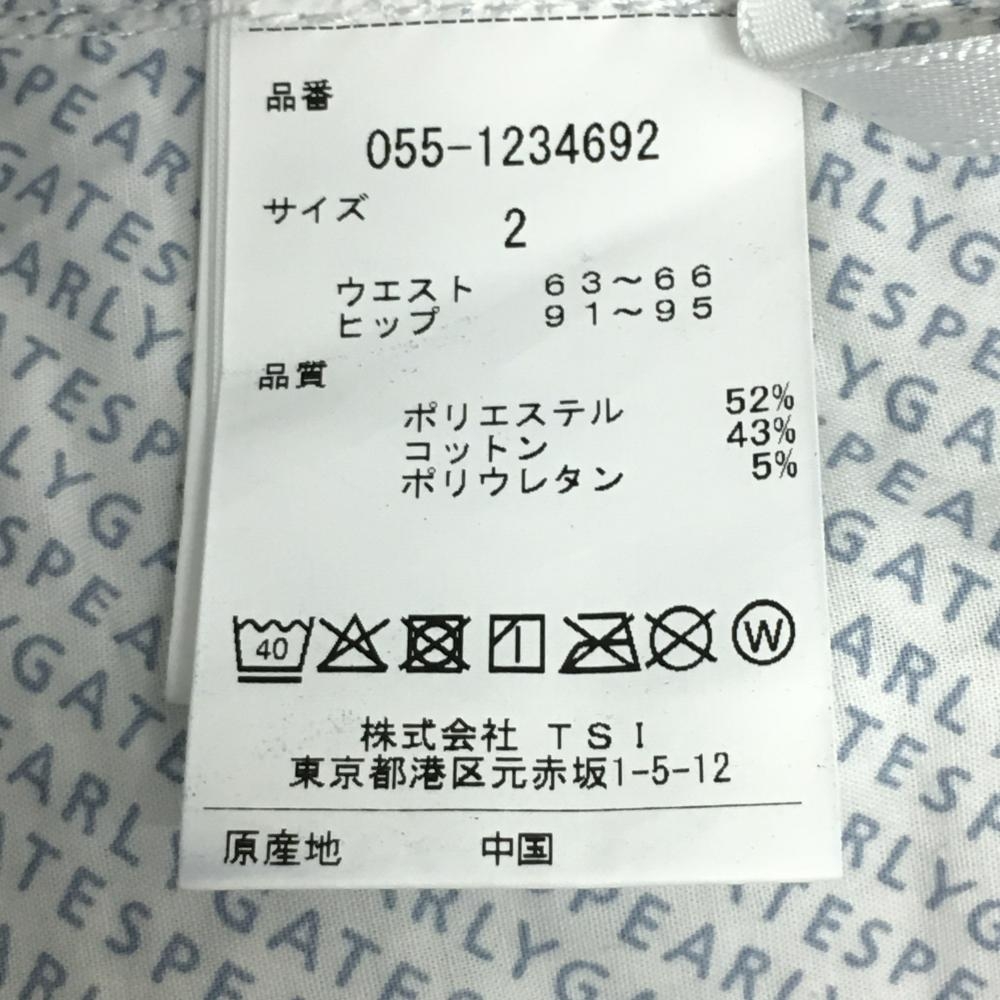 品番
055-1234692
サイズ
2
ウエスト 63～66
ヒップ 91～95
品質
ポリエステル 52%
コットン 43%
ポリウレタン 5%
40
W
株式会社 TSI
東京都港区元赤坂1-5-12
原産地 中国
PEARLY GATES